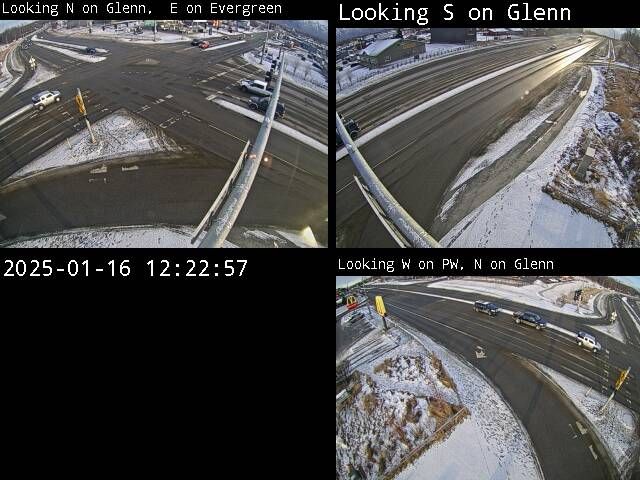 Looking N on Glenn,  E on Evergreen
Looking S on Glenn
2025-01-16 12:22:57
Looking W on PW, N on Glenn